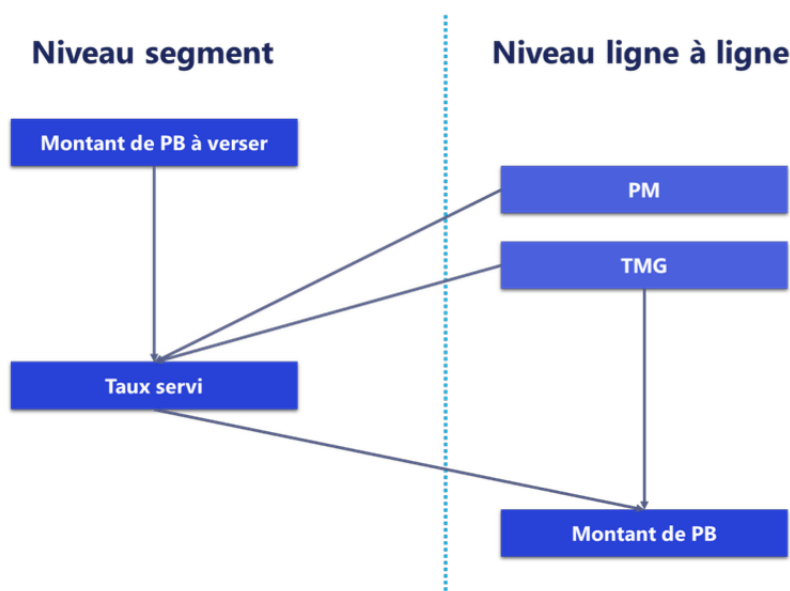 Niveau segment
Niveau ligne à ligne
Montant de PB à verser
PM
TMG
Taux servi
Montant de PB